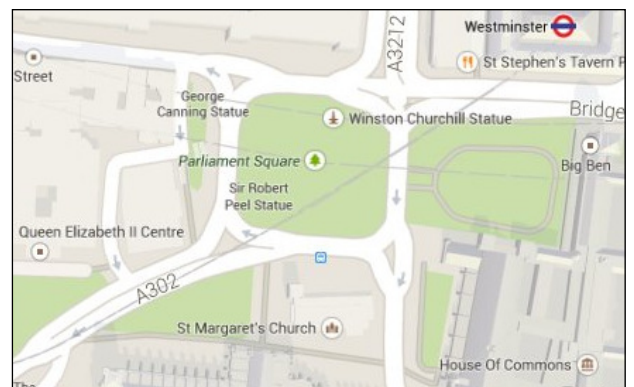 Westminster
A3212
Street
St Stephen's Tavern
George
Canning Statue
Winston Churchill Statue
Bridge
Parliament Square
Big Ben
Sir Robert
Peel Statue
Queen Elizabeth II Centre
A302
St Margaret's Church
House Of Commons
The